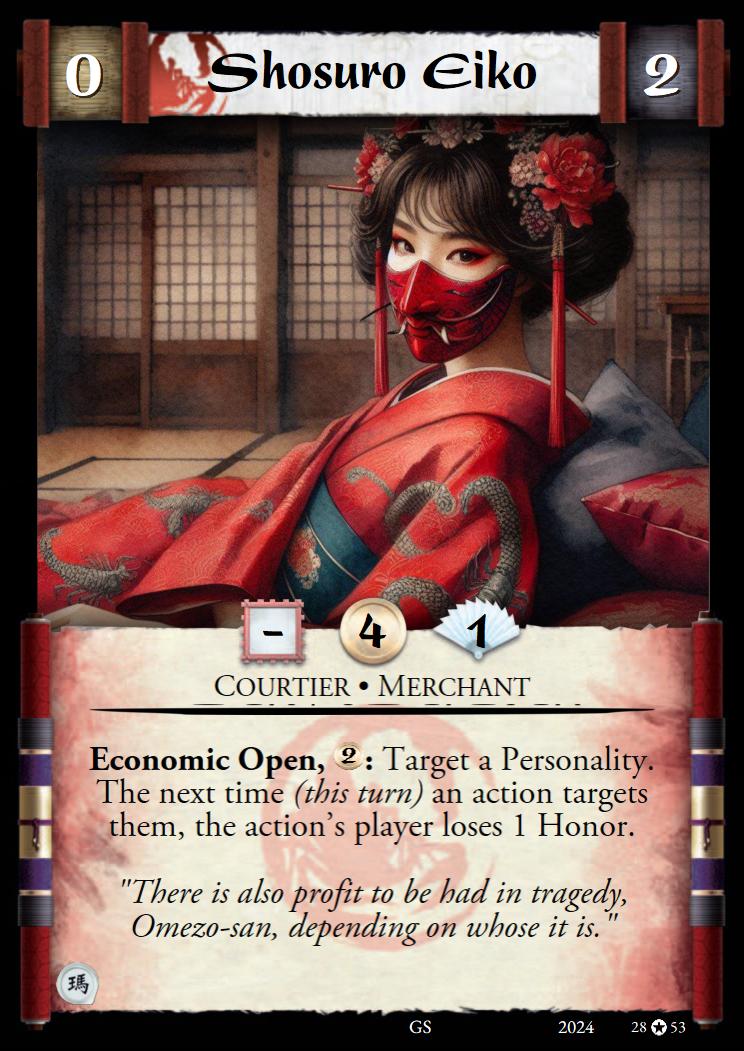 0
Shosuro Eiko
2
-
4
1
Courtier • Merchant
Economic Open, 2: Target a Personality.
The next time (this turn) an action targets
them, the action's player loses 1 Honor.
"There is also profit to be had in tragedy,
Omezo-san, depending on whose it is."
瑪
GS
2024
28 ✪ 53